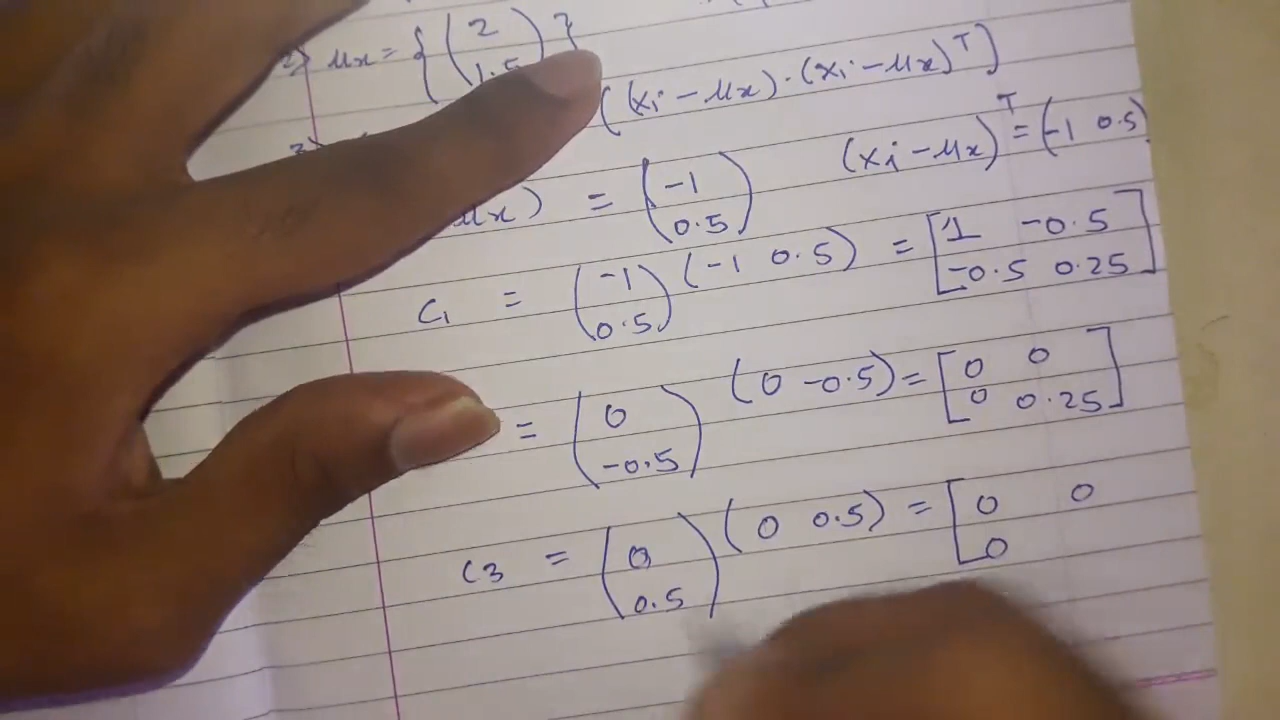 μx = { ( 2
1.5 ) }
( (xi - μx) · (xi - μx)ᵀ ]
(xi - μx)ᵀ = (-1 0.5)
μx) = ( -1
0.5 )
C1 = ( -1
0.5 ) (-1 0.5) = [ 1 -0.5
-0.5 0.25 ]
= ( 0
-0.5 ) (0 -0.5) = [ 0 0
0 0.25 ]
C3 = ( 0
0.5 ) (0 0.5) = [ 0 0
0